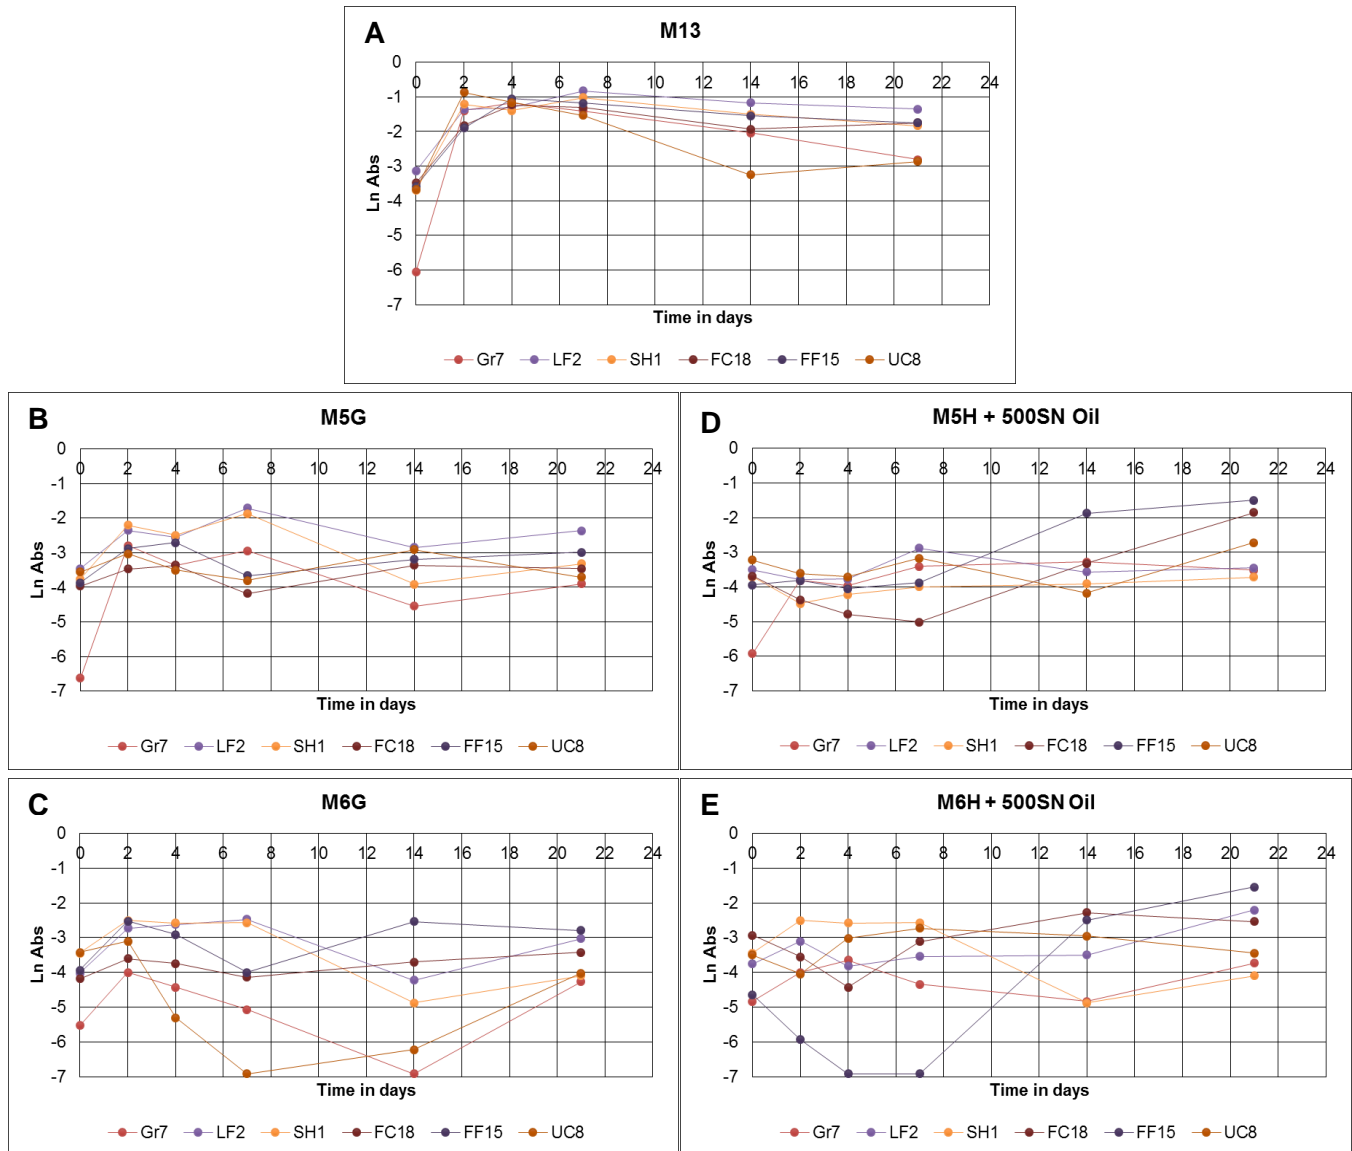 A
M13
0
0 2 4 6 8 10 12 14 16 18 20 22 24
-1
-2
-3
-4
-5
-6
-7
Ln Abs
Time in days
Gr7 LF2 SH1 FC18 FF15 UC8
B
M5G
0
0 2 4 6 8 10 12 14 16 18 20 22 24
-1
-2
-3
-4
-5
-6
-7
Ln Abs
Time in days
Gr7 LF2 SH1 FC18 FF15 UC8
D
M5H + 500SN Oil
0
0 2 4 6 8 10 12 14 16 18 20 22 24
-1
-2
-3
-4
-5
-6
-7
Ln Abs
Time in days
Gr7 LF2 SH1 FC18 FF15 UC8
C
M6G
0
0 2 4 6 8 10 12 14 16 18 20 22 24
-1
-2
-3
-4
-5
-6
-7
Ln Abs
Time in days
Gr7 LF2 SH1 FC18 FF15 UC8
E
M6H + 500SN Oil
0
0 2 4 6 8 10 12 14 16 18 20 22 24
-1
-2
-3
-4
-5
-6
-7
Ln Abs
Time in days
Gr7 LF2 SH1 FC18 FF15 UC8